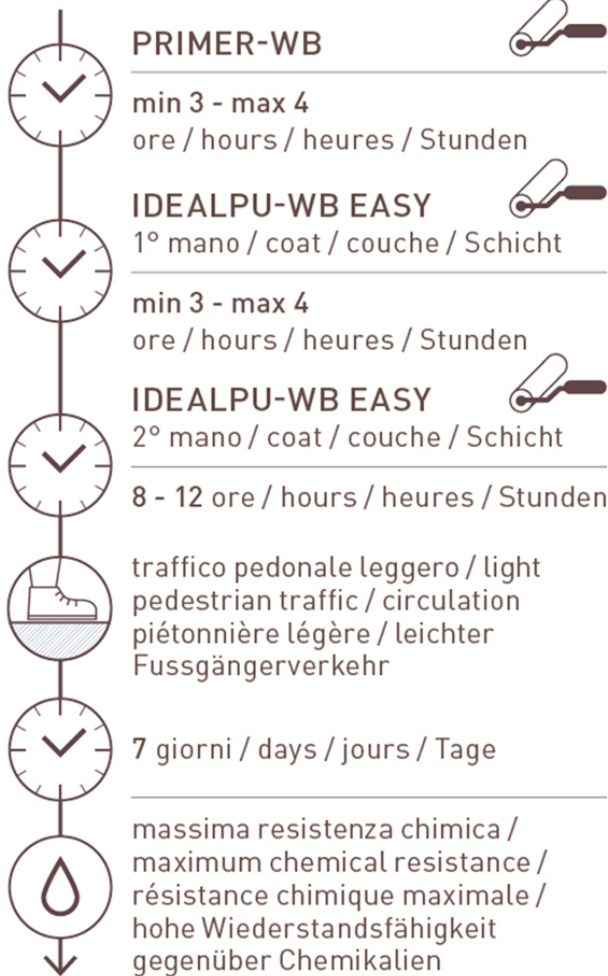 PRIMER-WB
min 3 - max 4
ore / hours / heures / Stunden
IDEALPU-WB EASY
1° mano / coat / couche / Schicht
min 3 - max 4
ore / hours / heures / Stunden
IDEALPU-WB EASY
2° mano / coat / couche / Schicht
8 - 12 ore / hours / heures / Stunden
traffico pedonale leggero / light
pedestrian traffic / circulation
piétonnière légère / leichter
Fussgängerverkehr
7 giorni / days / jours / Tage
massima resistenza chimica /
maximum chemical resistance /
résistance chimique maximale /
hohe Wiederstandsfähigkeit
gegenüber Chemikalien